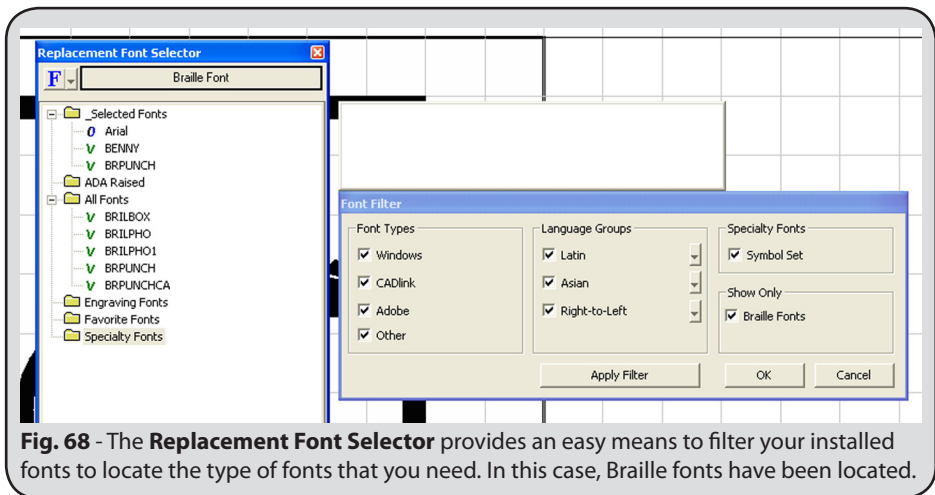 Replacement Font Selector
F
Braille Font
_Selected Fonts
O Arial
V BENNY
V BRPUNCH
ADA Raised
All Fonts
V BRILBOX
V BRILPHO
V BRILPHO1
V BRPUNCH
V BRPUNCHCA
Engraving Fonts
Favorite Fonts
Specialty Fonts
Font Filter
Font Types
Windows
CADlink
Adobe
Other
Language Groups
Latin
Asian
Right-to-Left
Specialty Fonts
Symbol Set
Show Only
Braille Fonts
Apply Filter
OK
Cancel
Fig. 68 - The Replacement Font Selector provides an easy means to filter your installed
fonts to locate the type of fonts that you need. In this case, Braille fonts have been located.